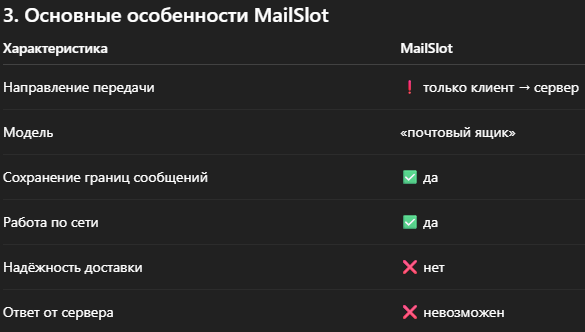 3. Основные особенности MailSlot
Характеристика MailSlot
Направление передачи ❗ только клиент → сервер
Модель «почтовый ящик»
Сохранение границ сообщений ✅ да
Работа по сети ✅ да
Надёжность доставки ❌ нет
Ответ от сервера ❌ невозможен